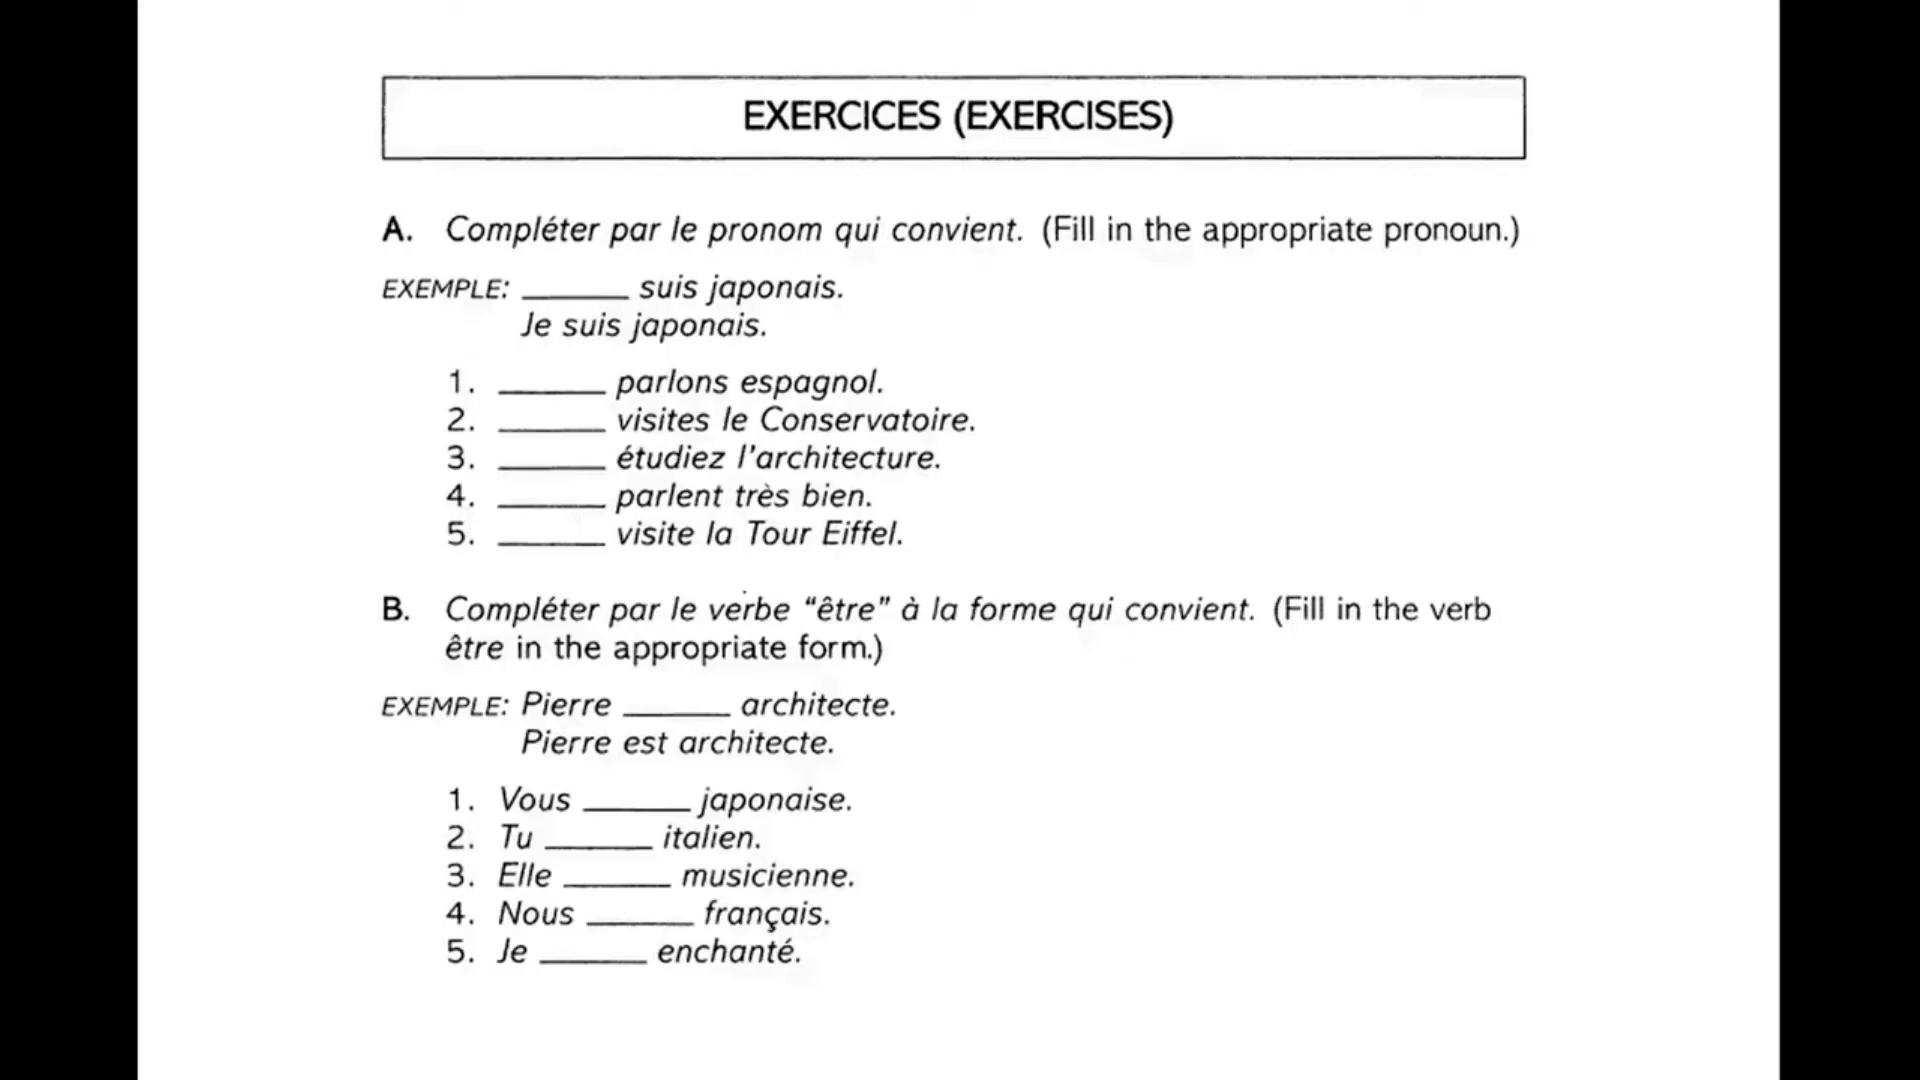 EXERCICES (EXERCISES)
A. Compléter par le pronom qui convient. (Fill in the appropriate pronoun.)
EXEMPLE: ______ suis japonais.
Je suis japonais.
1. ______ parlons espagnol.
2. ______ visites le Conservatoire.
3. ______ étudiez l'architecture.
4. ______ parlent très bien.
5. ______ visite la Tour Eiffel.
B. Compléter par le verbe “être” à la forme qui convient. (Fill in the verb
être in the appropriate form.)
EXEMPLE: Pierre ______ architecte.
Pierre est architecte.
1. Vous ______ japonaise.
2. Tu ______ italien.
3. Elle ______ musicienne.
4. Nous ______ français.
5. Je ______ enchanté.